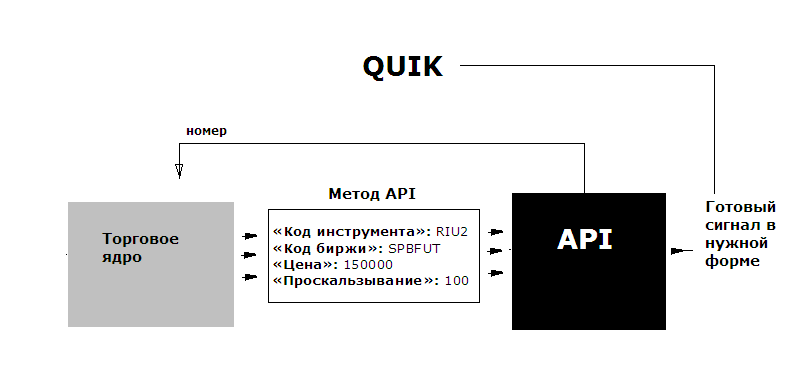 QUIK
номер
Метод API
Торговое
ядро
«Код инструмента»: RIU2
«Код биржи»: SPBFUT
«Цена»: 150000
«Проскальзывание»: 100
API
Готовый
сигнал в
нужной
форме